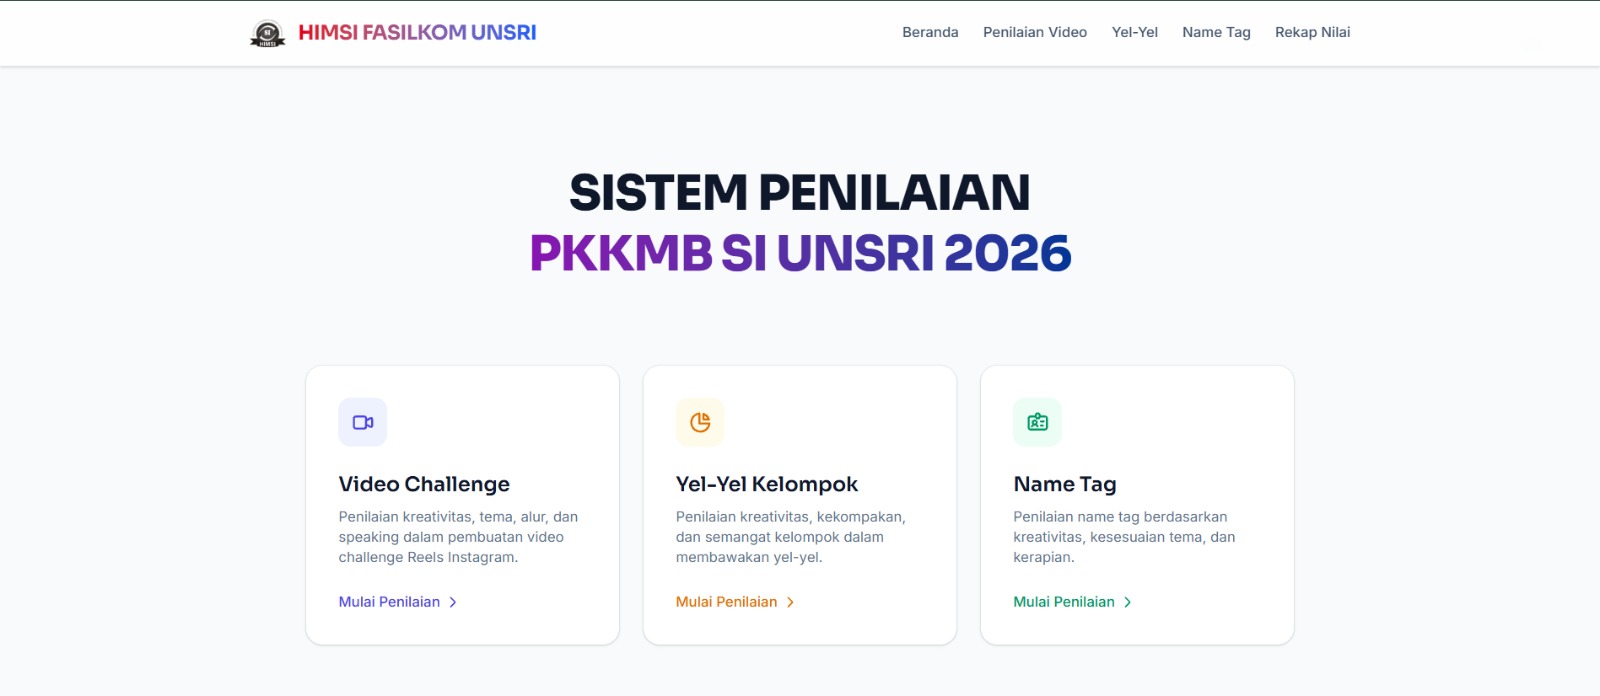 SI
HIMSI
HIMSI FASILKOM UNSRI
Beranda
Penilaian Video
Yel-Yel
Name Tag
Rekap Nilai
SISTEM PENILAIAN
PKKMB SI UNSRI 2026
Video Challenge
Penilaian kreativitas, tema, alur, dan
speaking dalam pembuatan video
challenge Reels Instagram.
Mulai Penilaian
Yel-Yel Kelompok
Penilaian kreativitas, kekompakan,
dan semangat kelompok dalam
membawakan yel-yel.
Mulai Penilaian
Name Tag
Penilaian name tag berdasarkan
kreativitas, kesesuaian tema, dan
kerapian.
Mulai Penilaian